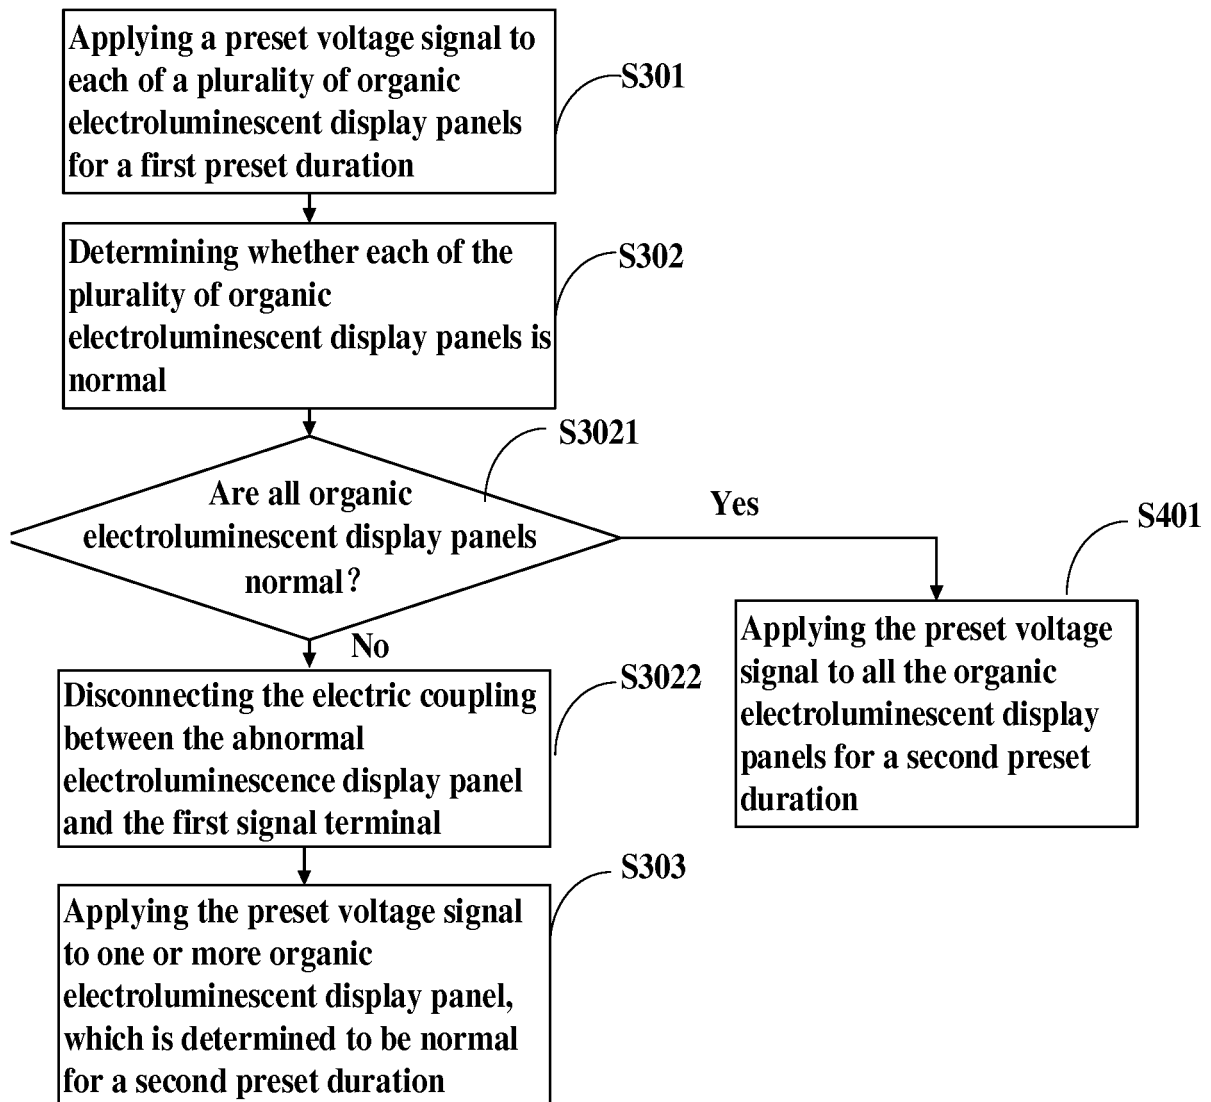 Applying a preset voltage signal to
each of a plurality of organic
electroluminescent display panels
for a first preset duration
S301
Determining whether each of the
plurality of organic
electroluminescent display panels is
normal
S302
S3021
Are all organic
electroluminescent display panels
normal?
Yes
No
S401
Applying the preset voltage
signal to all the organic
electroluminescent display
panels for a second preset
duration
Disconnecting the electric coupling
between the abnormal
electroluminescence display panel
and the first signal terminal
S3022
Applying the preset voltage signal
to one or more organic
electroluminescent display panel,
which is determined to be normal
for a second preset duration
S303